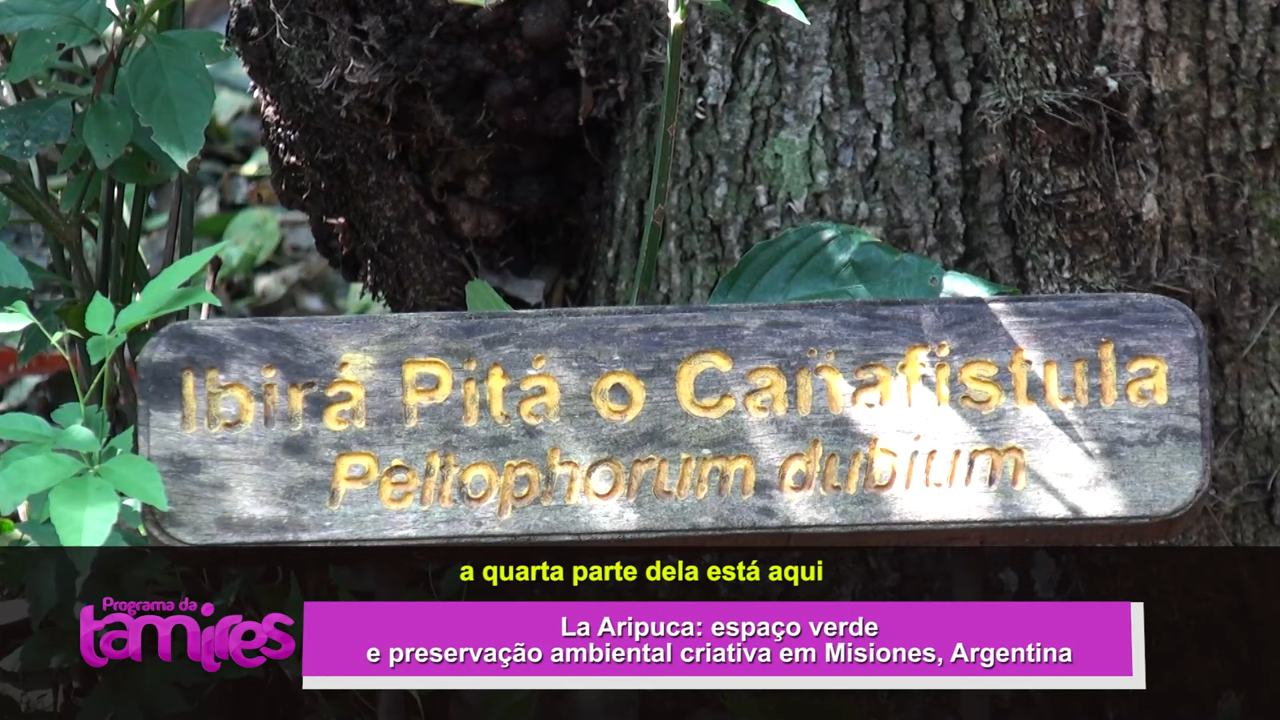 Ibirá Pitá o Cañafistula
Peltophorum dubium
a quarta parte dela está aqui
Programa da
tamires
La Aripuca: espaço verde
e preservação ambiental criativa em Misiones, Argentina